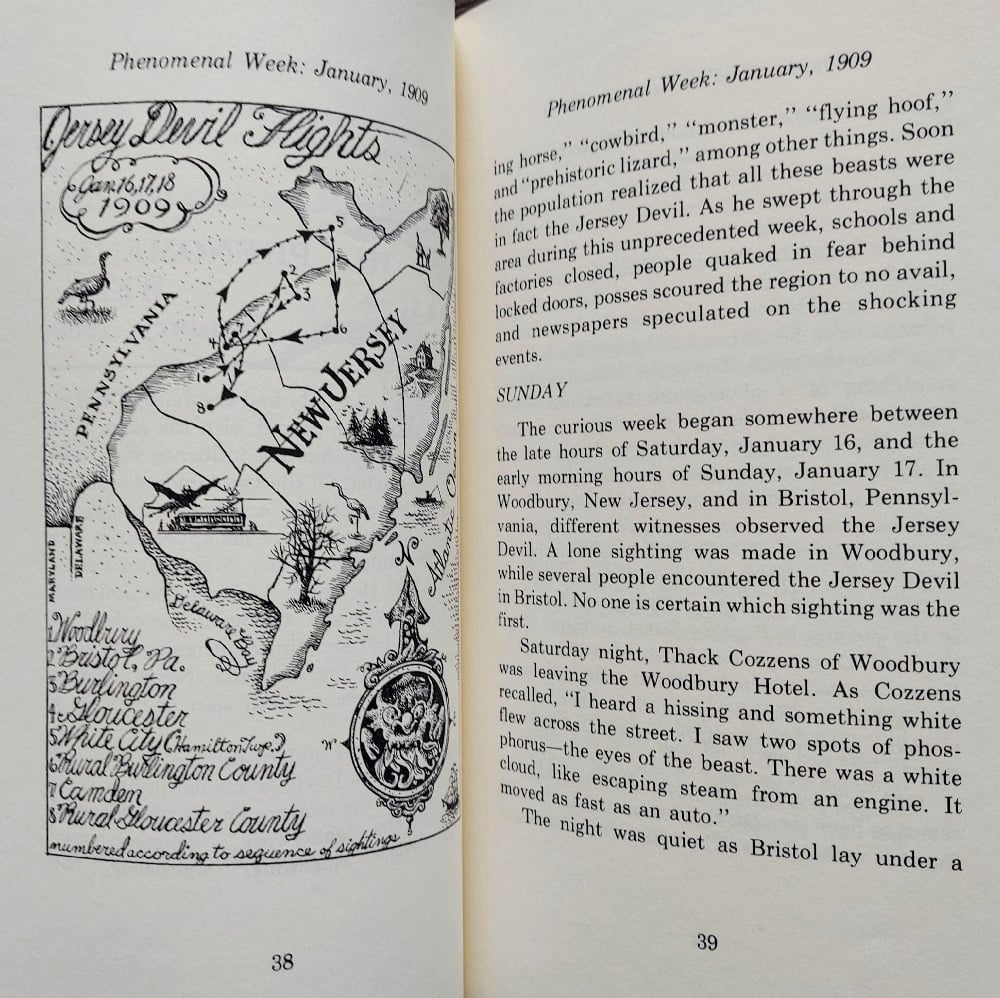 Phenomenal Week: January, 1909
Jersey Devil Flights
Jan. 16, 17, 18
1909
PENNSYLVANIA
NEW JERSEY
5
2
3
6
7
4
1
8
MARYLAND
DELAWARE
Delaware Bay
Atlantic Ocean
N
W
1 Woodbury
2 Bristol, Pa.
3 Burlington
4 Gloucester
5 White City (Hamilton Twp.)
6 Rural Burlington County
7 Camden
8 Rural Gloucester County
numbered according to sequence of sightings
38
Phenomenal Week: January, 1909
ing horse," "cowbird," "monster," "flying hoof,"
and "prehistoric lizard," among other things. Soon
the population realized that all these beasts were
in fact the Jersey Devil. As he swept through the
area during this unprecedented week, schools and
factories closed, people quaked in fear behind
locked doors, posses scoured the region to no avail,
and newspapers speculated on the shocking
events.
SUNDAY
The curious week began somewhere between
the late hours of Saturday, January 16, and the
early morning hours of Sunday, January 17. In
Woodbury, New Jersey, and in Bristol, Pennsyl-
vania, different witnesses observed the Jersey
Devil. A lone sighting was made in Woodbury,
while several people encountered the Jersey Devil
in Bristol. No one is certain which sighting was the
first.
Saturday night, Thack Cozzens of Woodbury
was leaving the Woodbury Hotel. As Cozzens
recalled, "I heard a hissing and something white
flew across the street. I saw two spots of phos-
phorus—the eyes of the beast. There was a white
cloud, like escaping steam from an engine. It
moved as fast as an auto."
The night was quiet as Bristol lay under a
39